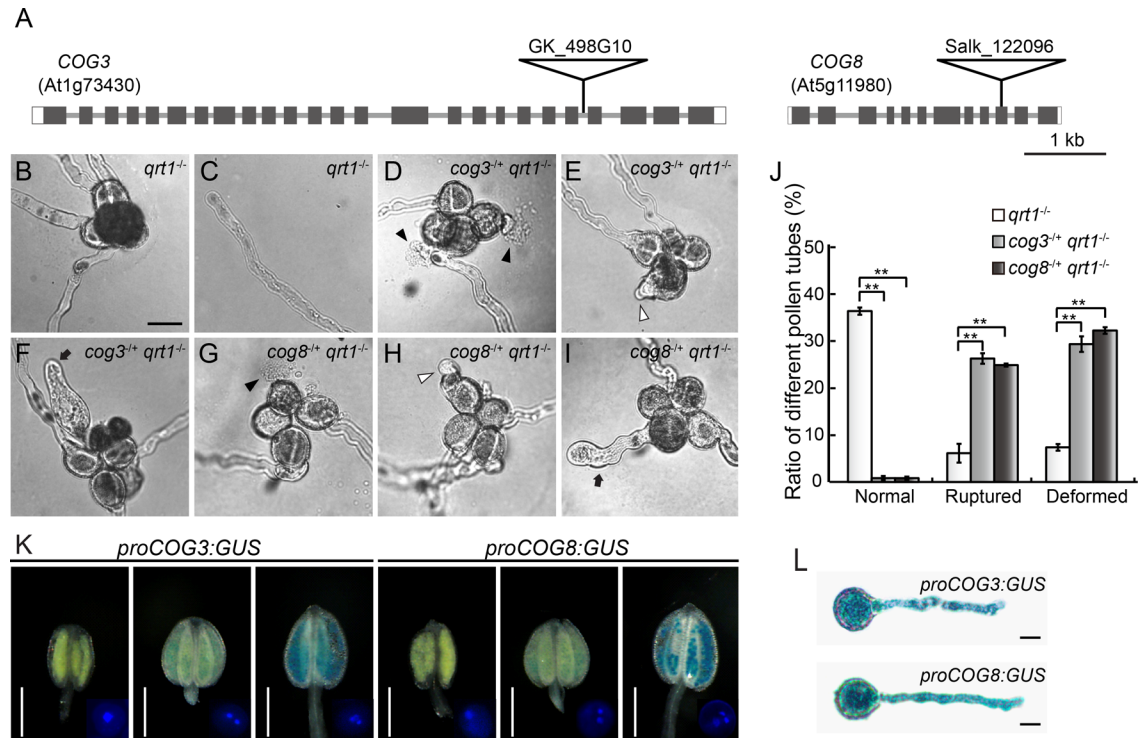 A
COG3
(At1g73430)
GK_498G10
COG8
(At5g11980)
Salk_122096
1 kb
B qrt1-/-
C qrt1-/-
D cog3-/+ qrt1-/-
E cog3-/+ qrt1-/-
F cog3-/+ qrt1-/-
G cog8-/+ qrt1-/-
H cog8-/+ qrt1-/-
I cog8-/+ qrt1-/-
J
Ratio of different pollen tubes (%)
qrt1-/-
cog3-/+ qrt1-/-
cog8-/+ qrt1-/-
50
40
30
20
10
0
** ** ** ** ** **
Normal Ruptured Deformed
K
proCOG3:GUS proCOG8:GUS
L
proCOG3:GUS
proCOG8:GUS